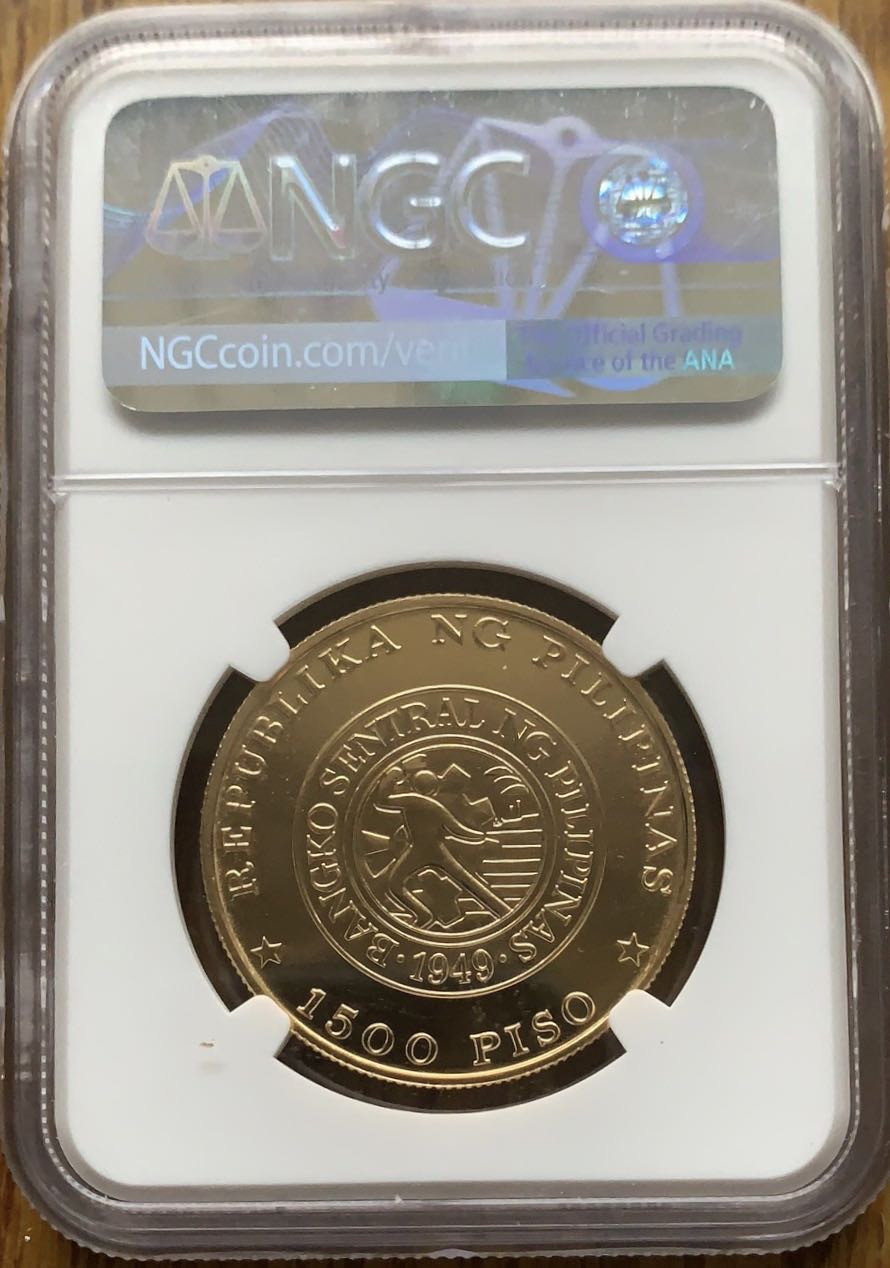 NGC
NGCcoin.com/veri
Official Grading
of the ANA
REPUBLIKA NG PILIPINAS
BANGKO SENTRAL NG PILIPINAS
· 1949 ·
1500 PISO